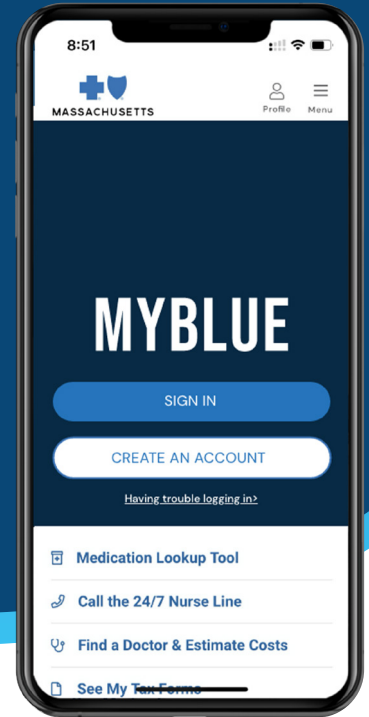 8:51
MASSACHUSETTS
Profile
Menu
MYBLUE
SIGN IN
CREATE AN ACCOUNT
Having trouble logging in>
Medication Lookup Tool
Call the 24/7 Nurse Line
Find a Doctor & Estimate Costs
See My Tax Forms